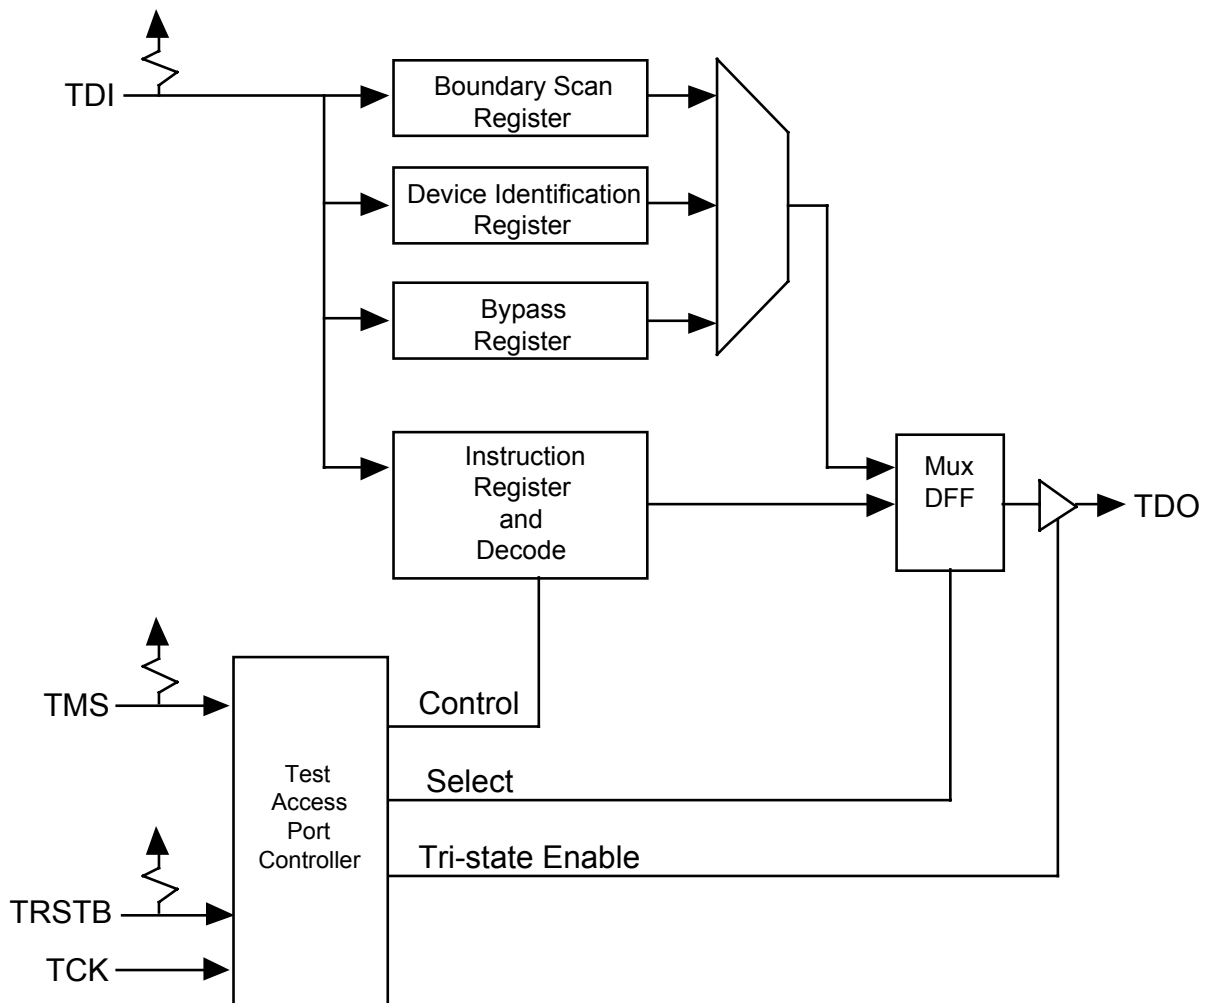 TDI
Boundary Scan
Register
Device Identification
Register
Bypass
Register
Instruction
Register
and
Decode
Mux
DFF
TDO
TMS
Control
Select
Test
Access
Port
Controller
Tri-state Enable
TRSTB
TCK